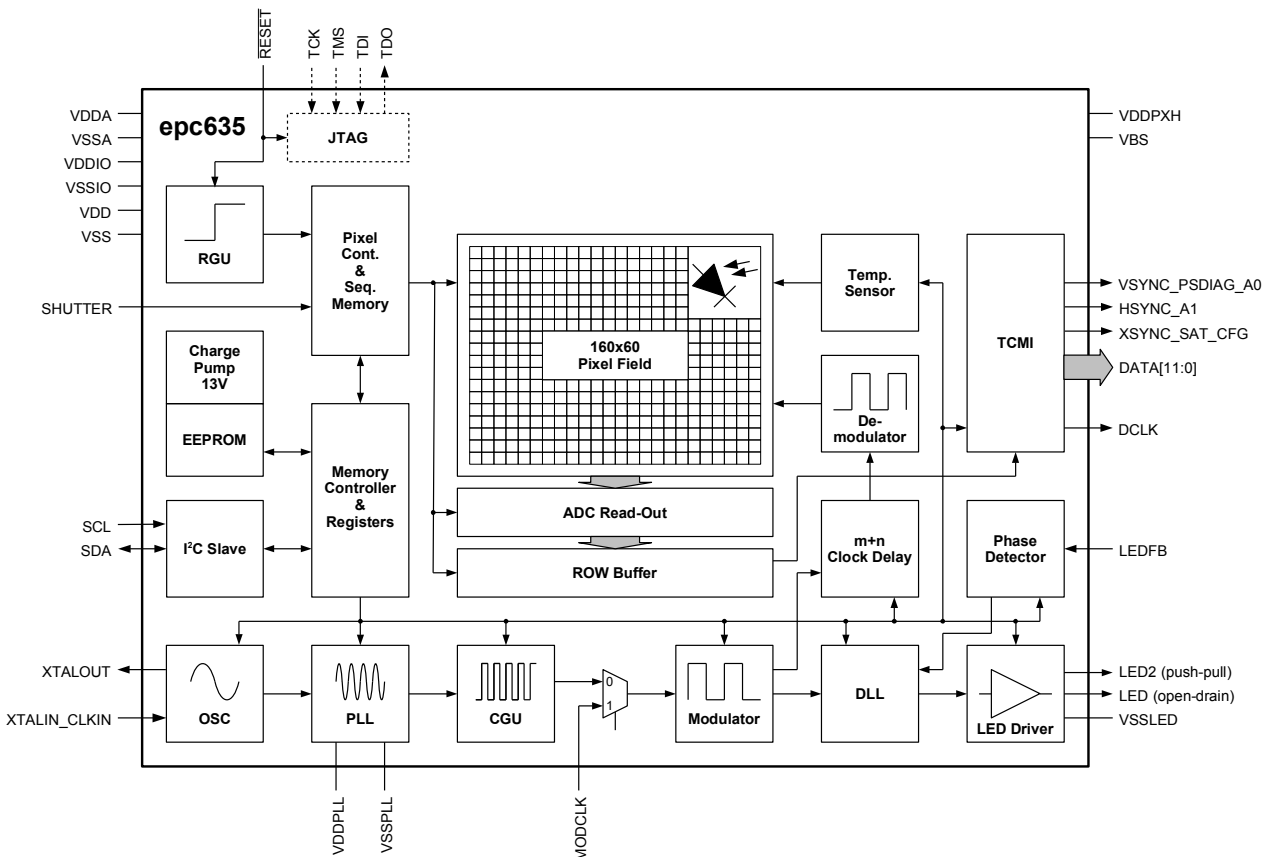 RESET
TCK
TMS
TDI
TDO
epc635
JTAG
VDDA
VSSA
VDDIO
VSSIO
VDD
VSS
VDDPXH
VBS
RGU
Pixel
Cont.
&
Seq.
Memory
SHUTTER
160x60
Pixel Field
Temp.
Sensor
TCMI
VSYNC_PSDIAG_A0
HSYNC_A1
XSYNC_SAT_CFG
DATA[11:0]
DCLK
Charge
Pump
13V
EEPROM
De-
modulator
Memory
Controller
&
Registers
ADC Read-Out
ROW Buffer
SCL
SDA
I²C Slave
m+n
Clock Delay
Phase
Detector
LEDFB
XTALOUT
XTALIN_CLKIN
OSC
PLL
CGU
0
1
Modulator
DLL
LED Driver
LED2 (push-pull)
LED (open-drain)
VSSLED
VDDPLL
VSSPLL
MODCLK